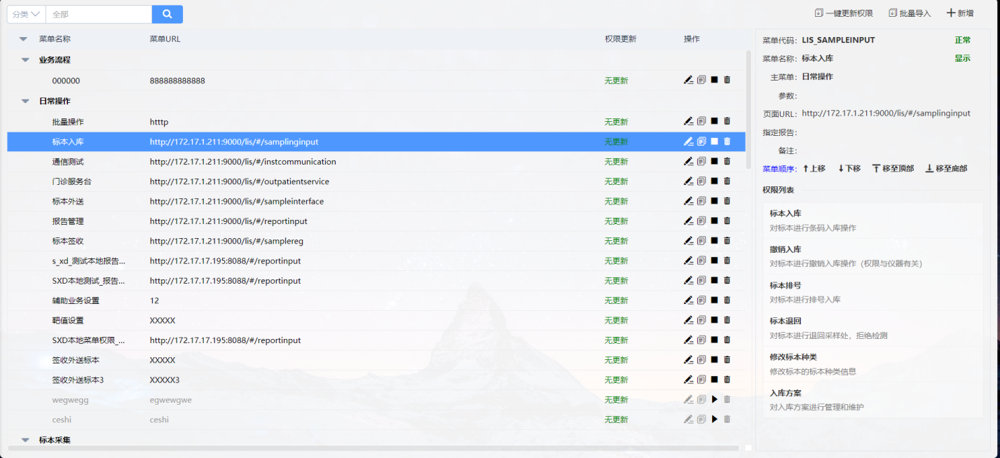 分类 全部 一键更新权限 批量导入 新增
菜单名称 菜单URL 权限更新 操作
业务流程
000000 888888888888 无更新
日常操作
批量操作 htttp 无更新
标本入库 http://172.17.1.211:9000/lis/#/samplinginput 无更新
通信测试 http://172.17.1.211:9000/lis/#/instcommunication 无更新
门诊服务台 http://172.17.1.211:9000/lis/#/outpatientservice 无更新
标本外送 http://172.17.1.211:9000/lis/#/sampleinterface 无更新
报告管理 http://172.17.1.211:9000/lis/#/reportinput 无更新
标本签收 http://172.17.1.211:9000/lis/#/samplereg 无更新
s_xd_测试本地报告... http://172.17.17.195:8088/#/reportinput 无更新
SXD本地测试_报告... http://172.17.17.195:8088/#/reportinput 无更新
辅助业务设置 12 无更新
靶值设置 XXXXX 无更新
SXD本地菜单权限_... http://172.17.17.195:8088/#/reportinput 无更新
签收外送标本 XXXXX 无更新
签收外送标本3 XXXXX3 无更新
wegwegg egwewgwe 无更新
ceshi ceshi 无更新
标本采集
菜单代码: LIS_SAMPLEINPUT 正常
菜单名称: 标本入库 显示
主菜单: 日常操作
参数:
页面URL: http://172.17.1.211:9000/lis/#/samplinginput
指定报告:
备注:
菜单顺序: 上移 下移 移至顶部 移至底部
权限列表
标本入库
对标本进行条码入库操作
撤销入库
对标本进行撤销入库操作（权限与仪器有关）
标本排号
对标本进行排号入库
标本退回
对标本进行退回采样处，拒绝检测
修改标本种类
修改标本的标本种类信息
入库方案
对入库方案进行管理和维护